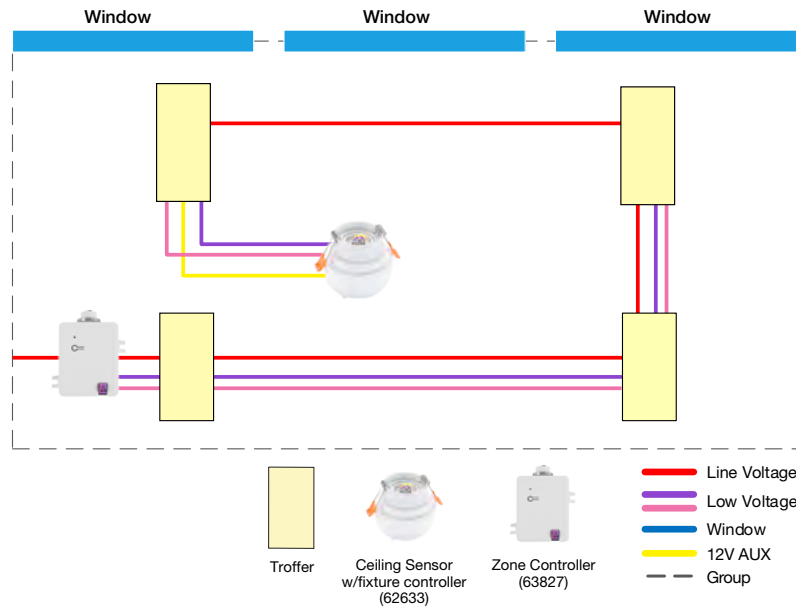 Window
Window
Window
Line Voltage
Low Voltage
Window
12V AUX
Group
Troffer
Ceiling Sensor
w/fixture controller
(62633)
Zone Controller
(63827)